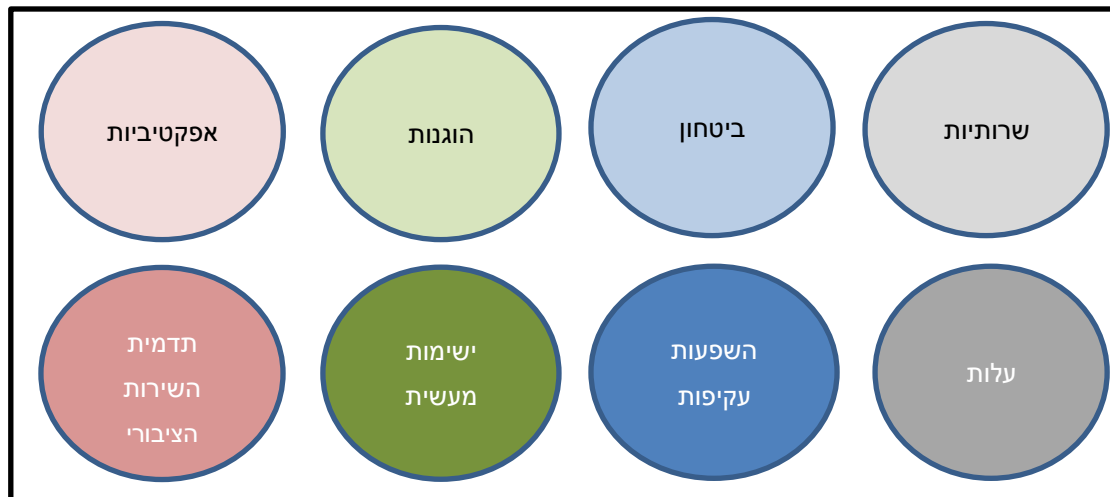 שרותיות
ביטחון
הוגנות
אפקטיביות
עלות
השפעות
עקיפות
ישימות
מעשית
תדמית
השירות
הציבורי